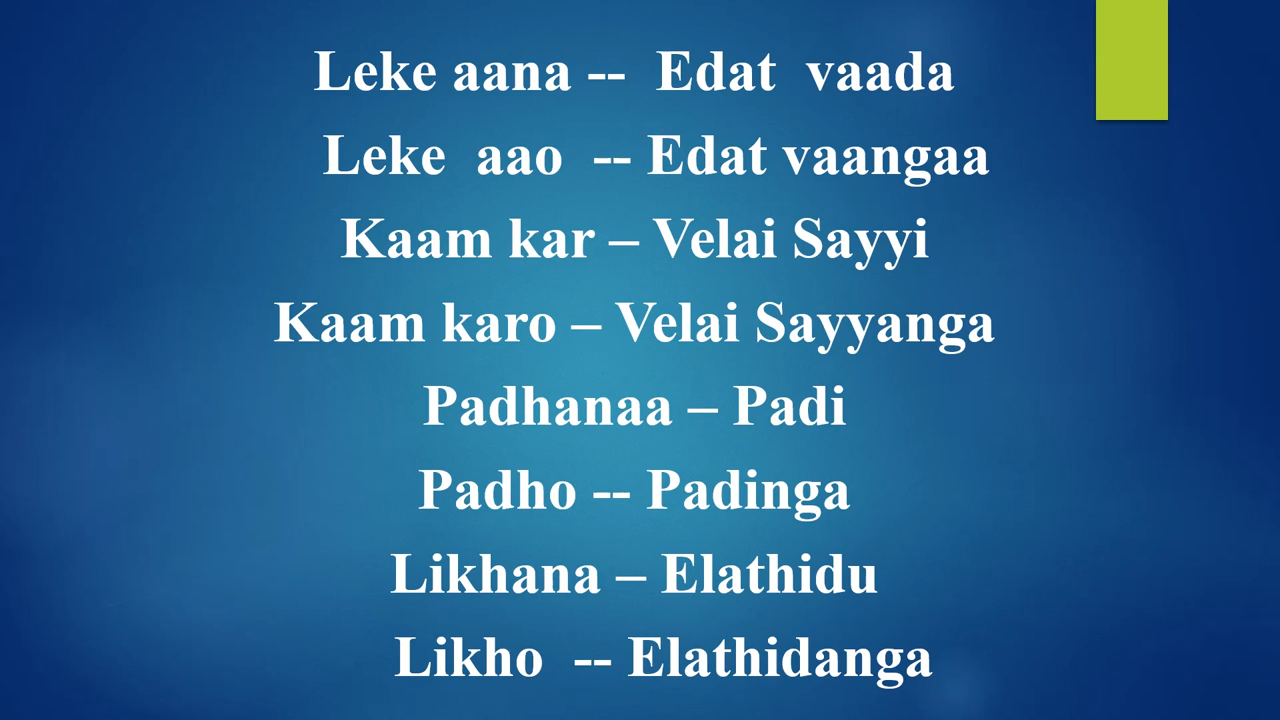 Leke aana -- Edat vaada
Leke aao -- Edat vaangaa
Kaam kar – Velai Sayyi
Kaam karo – Velai Sayyanga
Padhanaa – Padi
Padho -- Padinga
Likhana – Elathidu
Likho -- Elathidanga